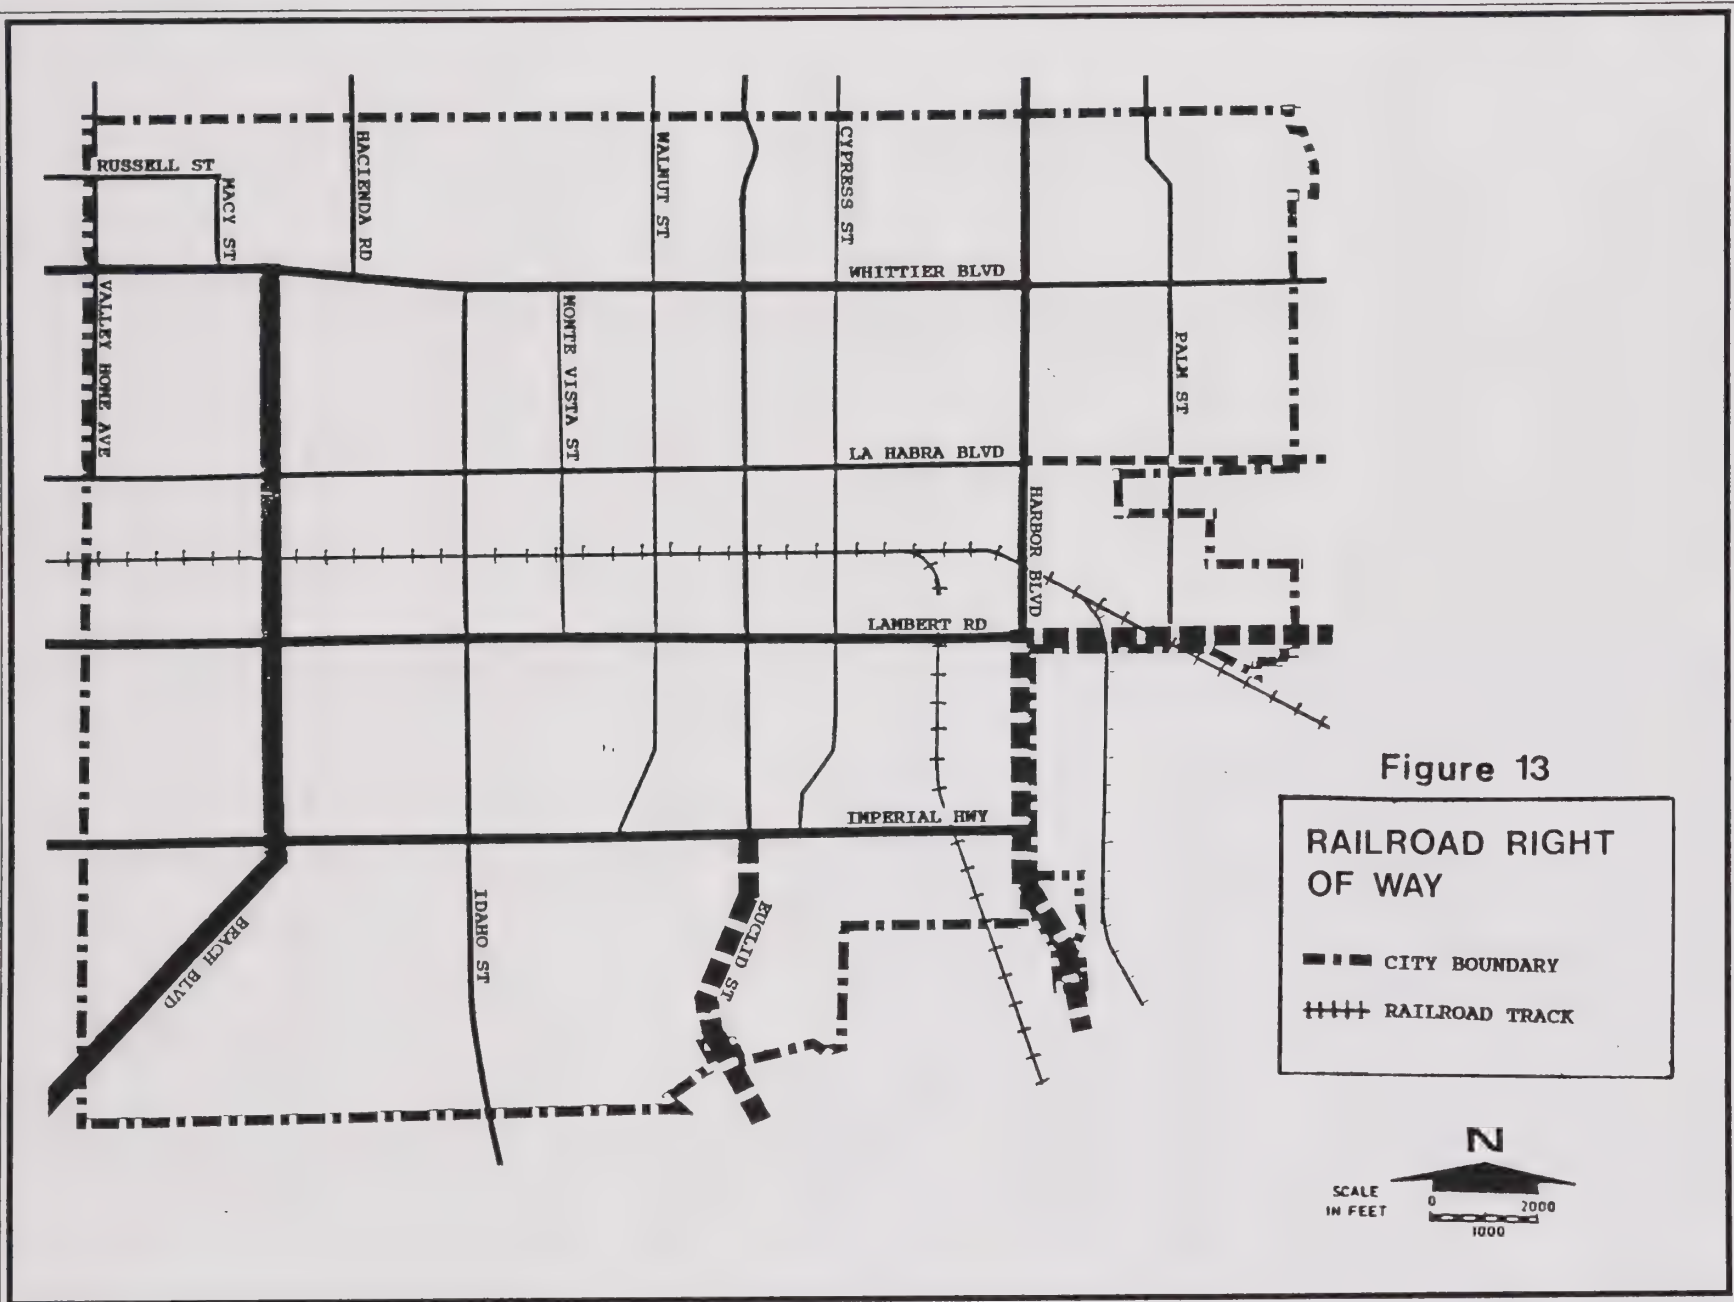 RUSSELL ST
MACY ST
HACIENDA RD
WALNUT ST
CYPRESS ST
WHITTIER BLVD
VALLEY HOME AVE
MONTE VISTA ST
PALM ST
LA HABRA BLVD
HARBOR BLVD
LAMBERT RD
IMPERIAL HWY
IDAHO ST
EUCLID ST
BEACH BLVD
Figure 13
RAILROAD RIGHT
OF WAY
CITY BOUNDARY
RAILROAD TRACK
N
SCALE
IN FEET
0 2000
1000